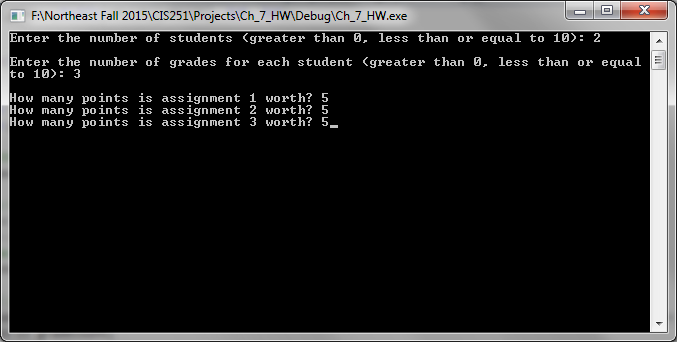 F:\Northeast Fall 2015\CIS251\Projects\Ch_7_HW\Debug\Ch_7_HW.exe
Enter the number of students (greater than 0, less than or equal to 10): 2
Enter the number of grades for each student (greater than 0, less than or equal
to 10): 3
How many points is assignment 1 worth? 5
How many points is assignment 2 worth? 5
How many points is assignment 3 worth? 5